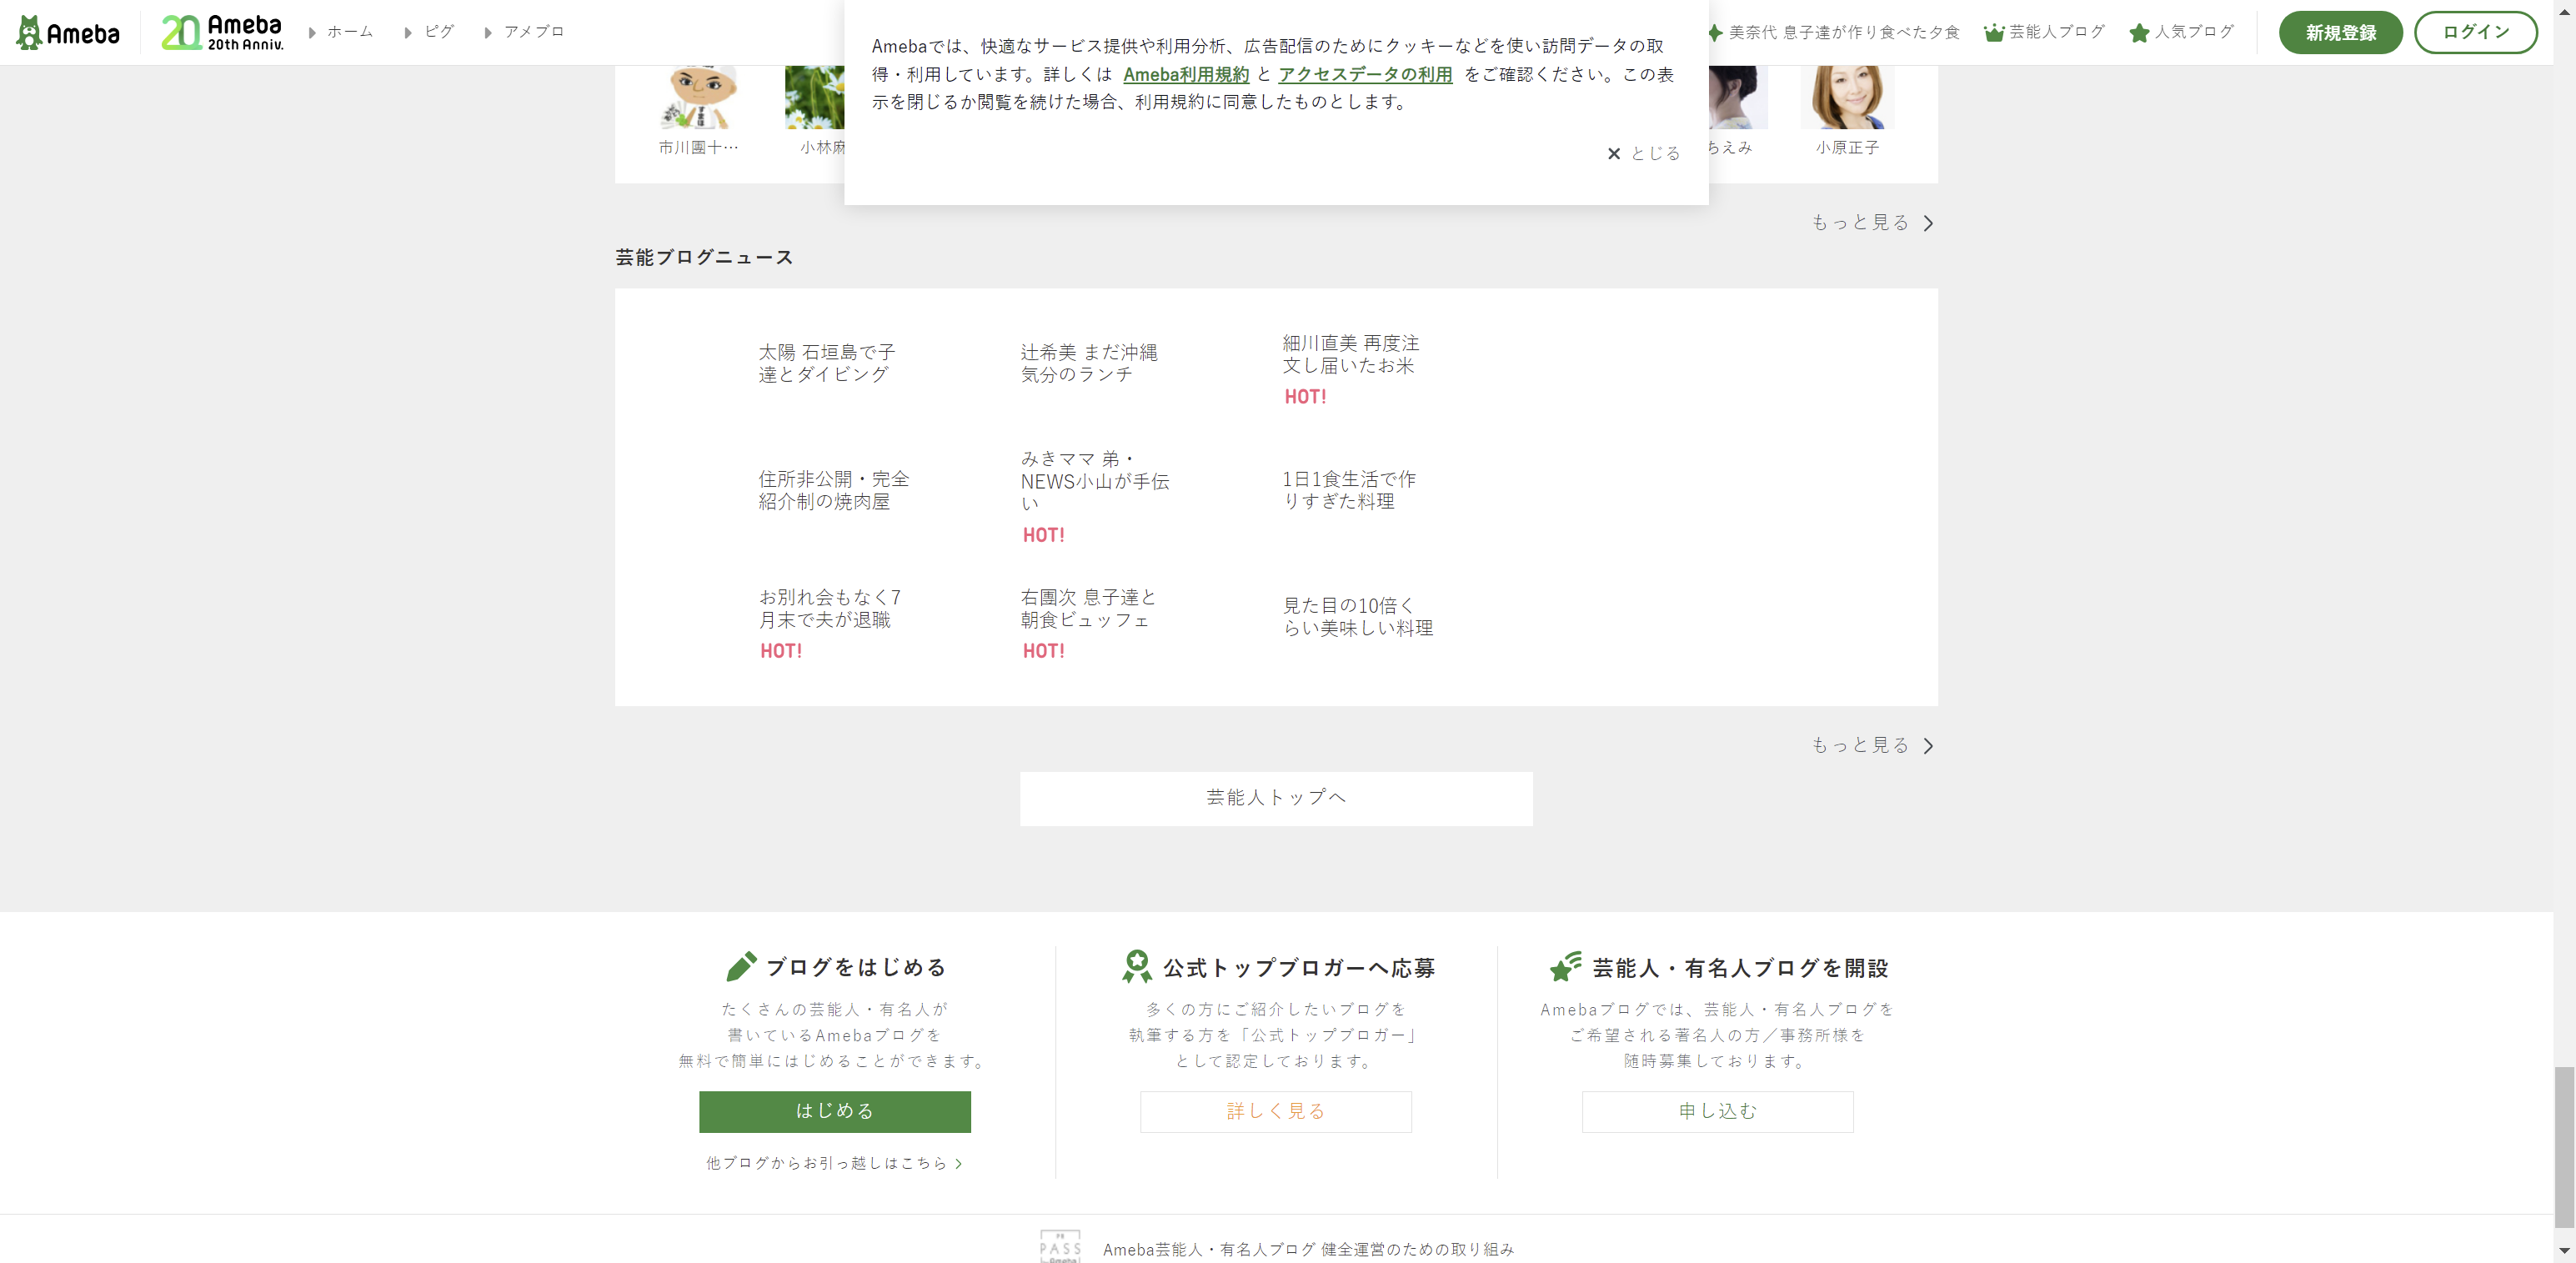 Ameba
20 Ameba
20th Anniv.
ホーム
ピグ
アメブロ
美奈代 息子達が作り食べた夕食
芸能人ブログ
人気ブログ
新規登録
ログイン
Amebaでは、快適なサービス提供や利用分析、広告配信のためにクッキーなどを使い訪問データの取
得・利用しています。詳しくは Ameba利用規約 と アクセスデータの利用 をご確認ください。この表
示を閉じるか閲覧を続けた場合、利用規約に同意したものとします。
とじる
市川團十…
小林麻
ちえみ
小原正子
もっと見る
芸能ブログニュース
太陽 石垣島で子
達とダイビング
辻希美 まだ沖縄
気分のランチ
細川直美 再度注
文し届いたお米
HOT!
住所非公開・完全
紹介制の焼肉屋
みきママ 弟・
NEWS小山が手伝
い
HOT!
1日1食生活で作
りすぎた料理
お別れ会もなく7
月末で夫が退職
HOT!
右團次 息子達と
朝食ビュッフェ
HOT!
見た目の10倍く
らい美味しい料理
もっと見る
芸能人トップへ
ブログをはじめる
たくさんの芸能人・有名人が
書いているAmebaブログを
無料で簡単にはじめることができます。
はじめる
他ブログからお引っ越しはこちら
公式トップブロガーへ応募
多くの方にご紹介したいブログを
執筆する方を「公式トップブロガー」
として認定しております。
詳しく見る
芸能人・有名人ブログを開設
Amebaブログでは、芸能人・有名人ブログを
ご希望される著名人の方／事務所様を
随時募集しております。
申し込む
PASS
Ameba
Ameba芸能人・有名人ブログ 健全運営のための取り組み